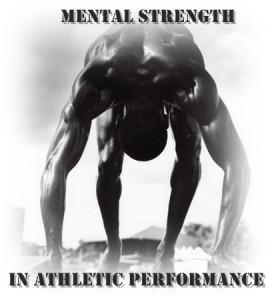 MENTAL STRENGTH
IN ATHLETIC PERFORMANCE